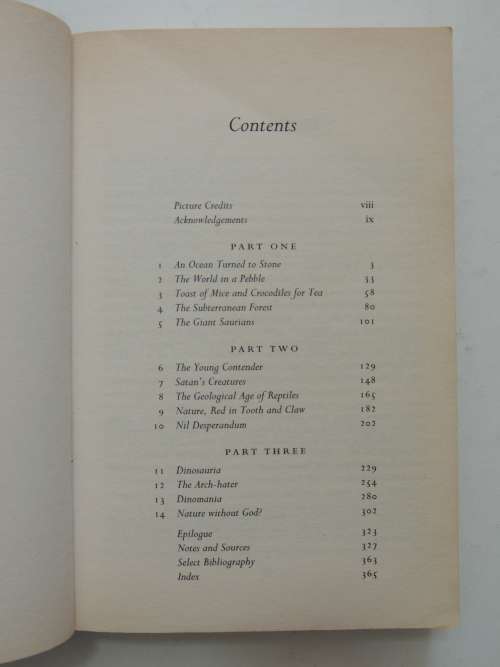 Contents
Picture Credits viii
Acknowledgements ix
PART ONE
1 An Ocean Turned to Stone 3
2 The World in a Pebble 33
3 Toast of Mice and Crocodiles for Tea 58
4 The Subterranean Forest 80
5 The Giant Saurians 101
PART TWO
6 The Young Contender 129
7 Satan's Creatures 148
8 The Geological Age of Reptiles 165
9 Nature, Red in Tooth and Claw 182
10 Nil Desperandum 202
PART THREE
11 Dinosauria 229
12 The Arch-hater 254
13 Dinomania 280
14 Nature without God? 302
Epilogue 323
Notes and Sources 327
Select Bibliography 363
Index 365